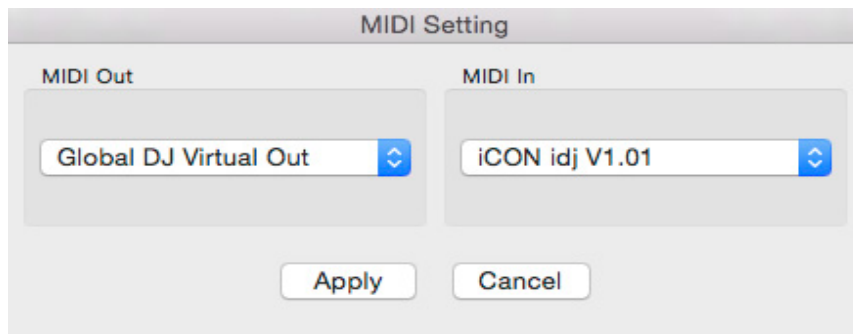 MIDI Setting
MIDI Out
MIDI In
Global DJ Virtual Out
iCON idj V1.01
Apply
Cancel